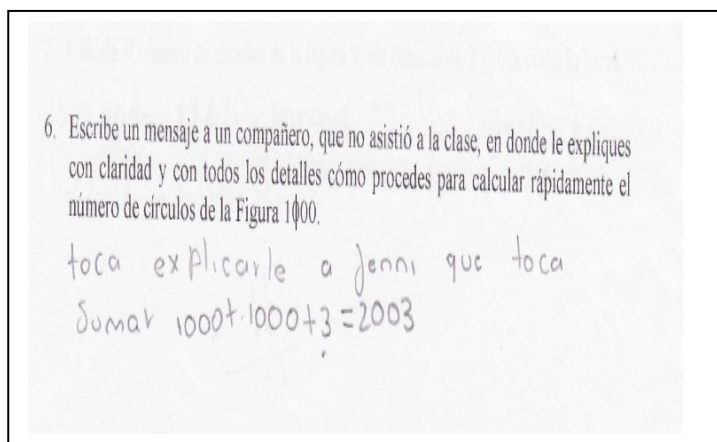 6. Escribe un mensaje a un compañero, que no asistió a la clase, en donde le expliques
con claridad y con todos los detalles cómo procedes para calcular rápidamente el
número de círculos de la Figura 1000.
toca explicarle a Jenni que toca
Sumar 1000+1000+3=2003